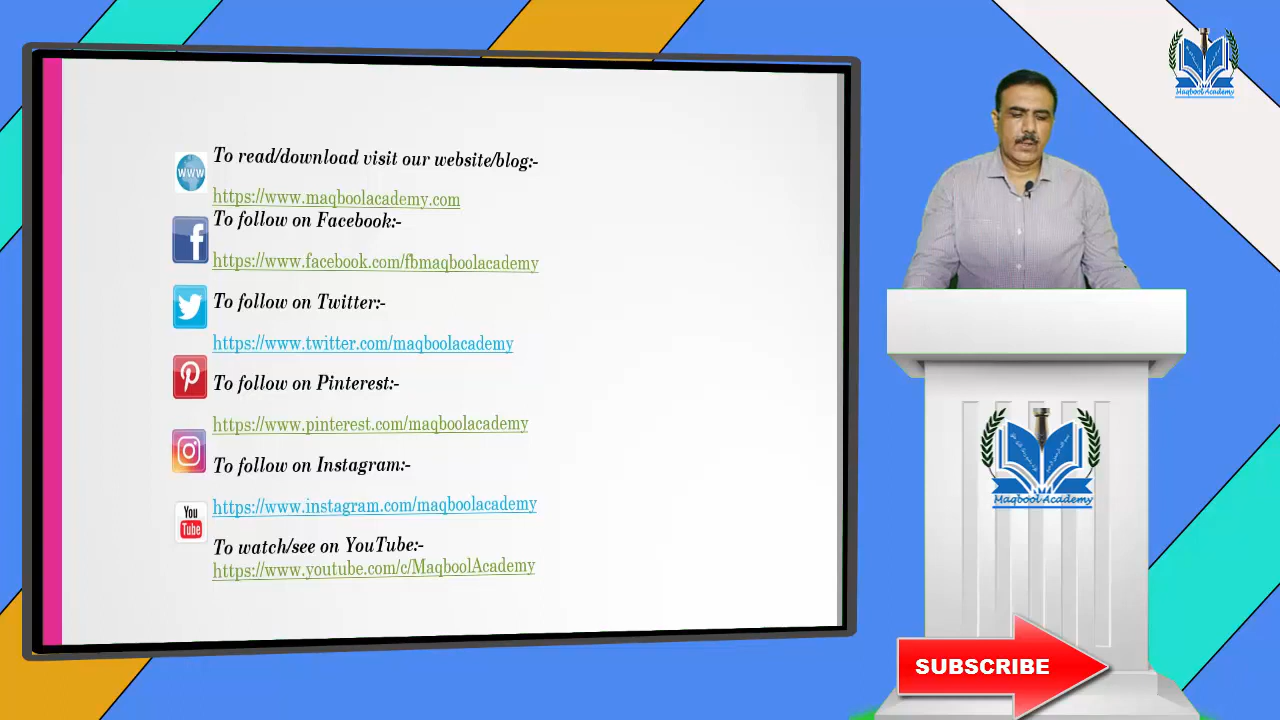 To read/download visit our website/blog:-
WWW
https://www.maqboolacademy.com
To follow on Facebook:-
https://www.facebook.com/fbmaqboolacademy
To follow on Twitter:-
https://www.twitter.com/maqboolacademy
To follow on Pinterest:-
https://www.pinterest.com/maqboolacademy
To follow on Instagram:-
https://www.instagram.com/maqboolacademy
You
Tube
To watch/see on YouTube:-
https://www.youtube.com/c/MaqboolAcademy
Maqbool Academy
Maqbool Academy
SUBSCRIBE